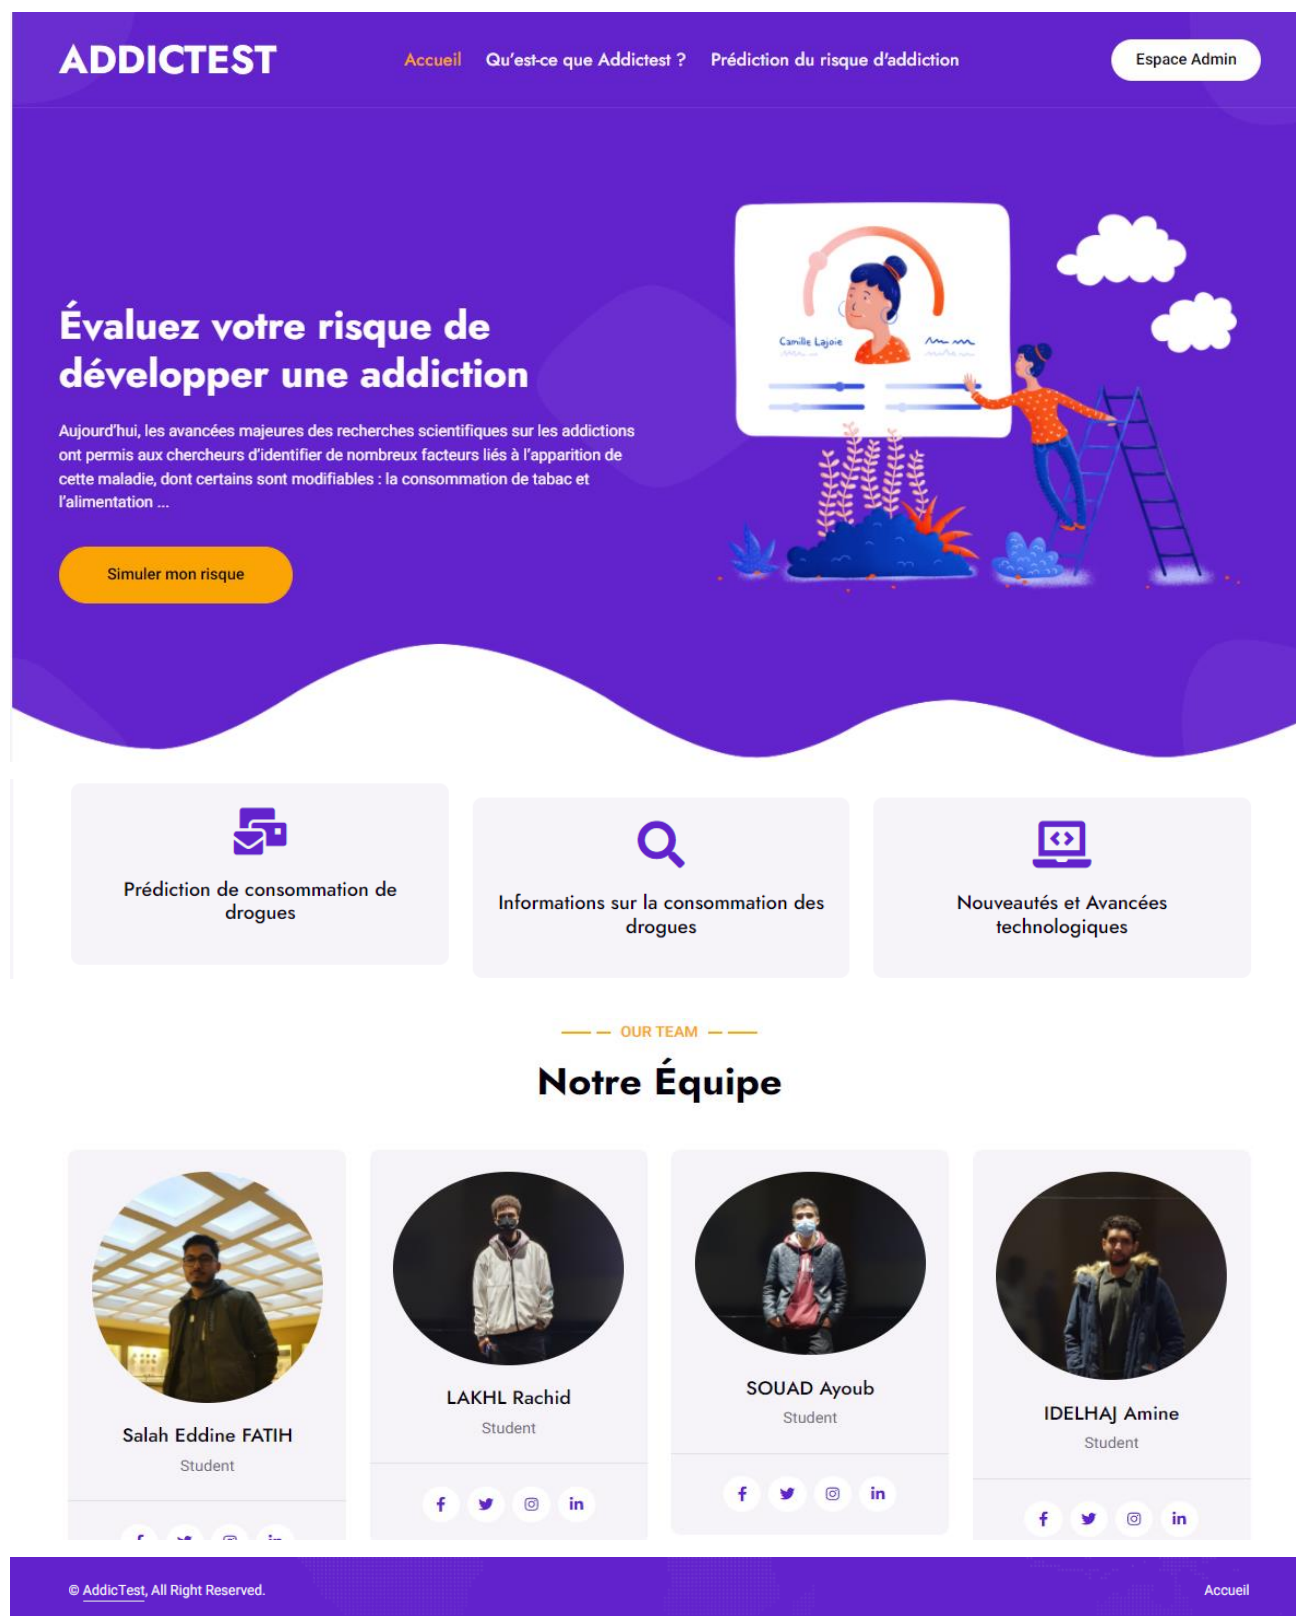 ADDICTEST
Accueil
Qu'est-ce que Addictest ?
Prédiction du risque d'addiction
Espace Admin
Évaluez votre risque de
développer une addiction
Aujourd'hui, les avancées majeures des recherches scientifiques sur les addictions
ont permis aux chercheurs d'identifier de nombreux facteurs liés à l'apparition de
cette maladie, dont certains sont modifiables : la consommation de tabac et
l'alimentation ...
Simuler mon risque
Camille Lajoie
Prédiction de consommation de
drogues
Informations sur la consommation des
drogues
Nouveautés et Avancées
technologiques
OUR TEAM
Notre Équipe
Salah Eddine FATIH
Student
LAKHL Rachid
Student
SOUAD Ayoub
Student
IDELHAJ Amine
Student
© AddicTest, All Right Reserved.
Accueil